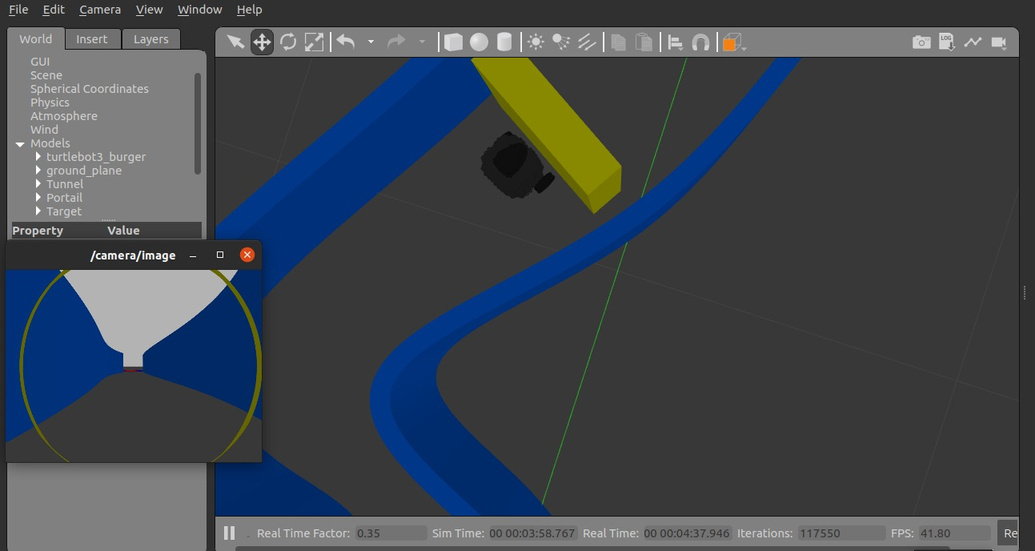 File Edit Camera View Window Help
World Insert Layers
LOG
GUI
Scene
Spherical Coordinates
Physics
Atmosphere
Wind
Models
turtlebot3_burger
ground_plane
Tunnel
Portail
Target
Property Value
/camera/image
Real Time Factor: 0.35 Sim Time: 00 00:03:58.767 Real Time: 00 00:04:37.946 Iterations: 117550 FPS: 41.80 Re